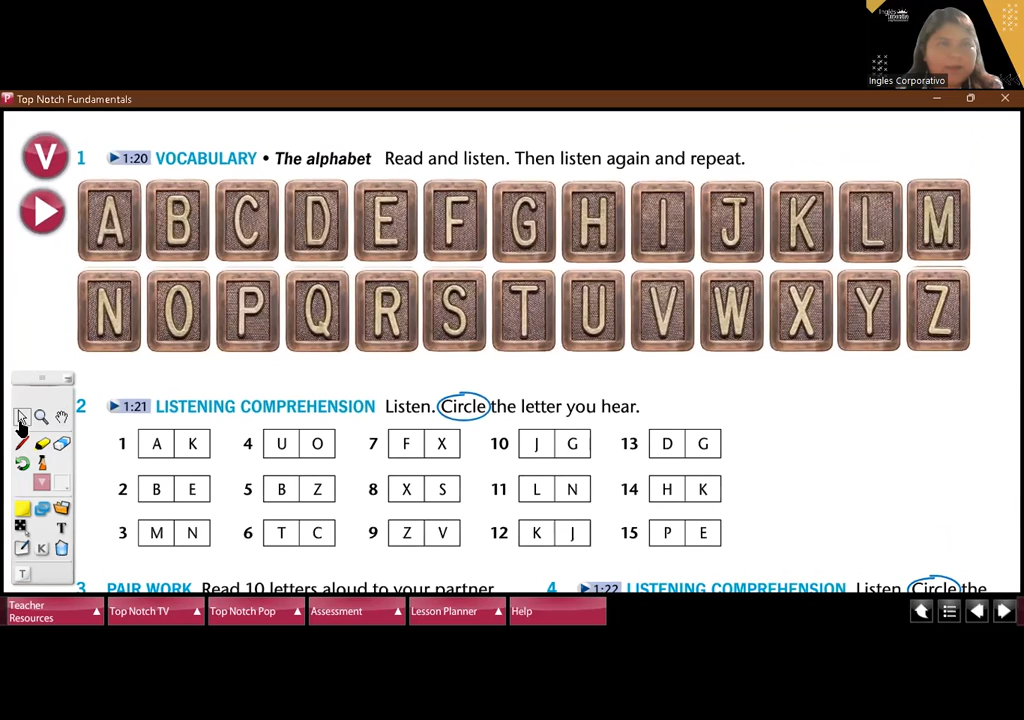 Inglés
Corporativo
Ingles Corporativo
Top Notch Fundamentals
V
1 1:20 VOCABULARY • The alphabet Read and listen. Then listen again and repeat.
A B C D E F G H I J K L M
N O P Q R S T U V W X Y Z
2 1:21 LISTENING COMPREHENSION Listen. Circle the letter you hear.
1 A K 4 U O 7 F X 10 J G 13 D G
2 B E 5 B Z 8 X S 11 L N 14 H K
3 M N 6 T C 9 Z V 12 K J 15 P E
T
K
T
3 PAIR WORK Read 10 letters aloud to your partner
4 1:22 LISTENING COMPREHENSION Listen Circle the
Teacher
Resources
Top Notch TV
Top Notch Pop
Assessment
Lesson Planner
Help